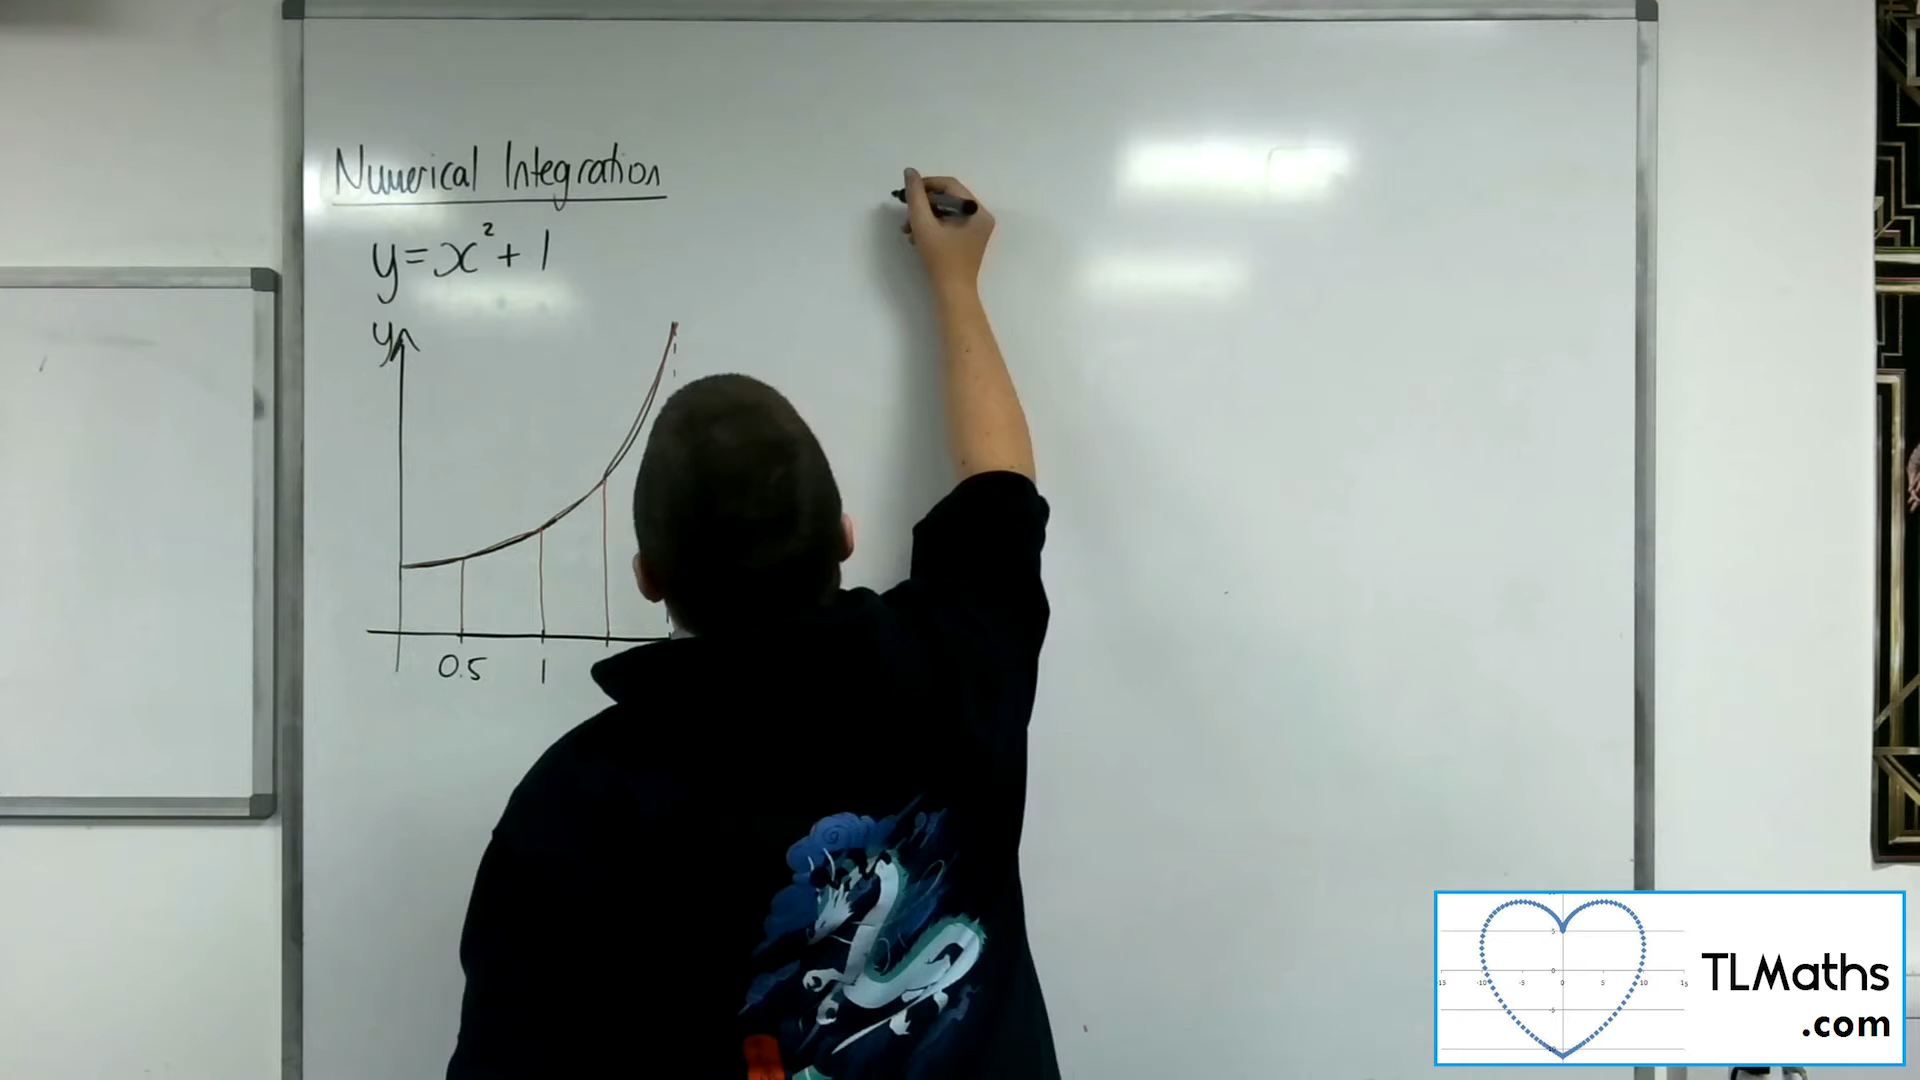 Numerical Integration
y = x² + 1
y
0.5 1
TLMaths
.com